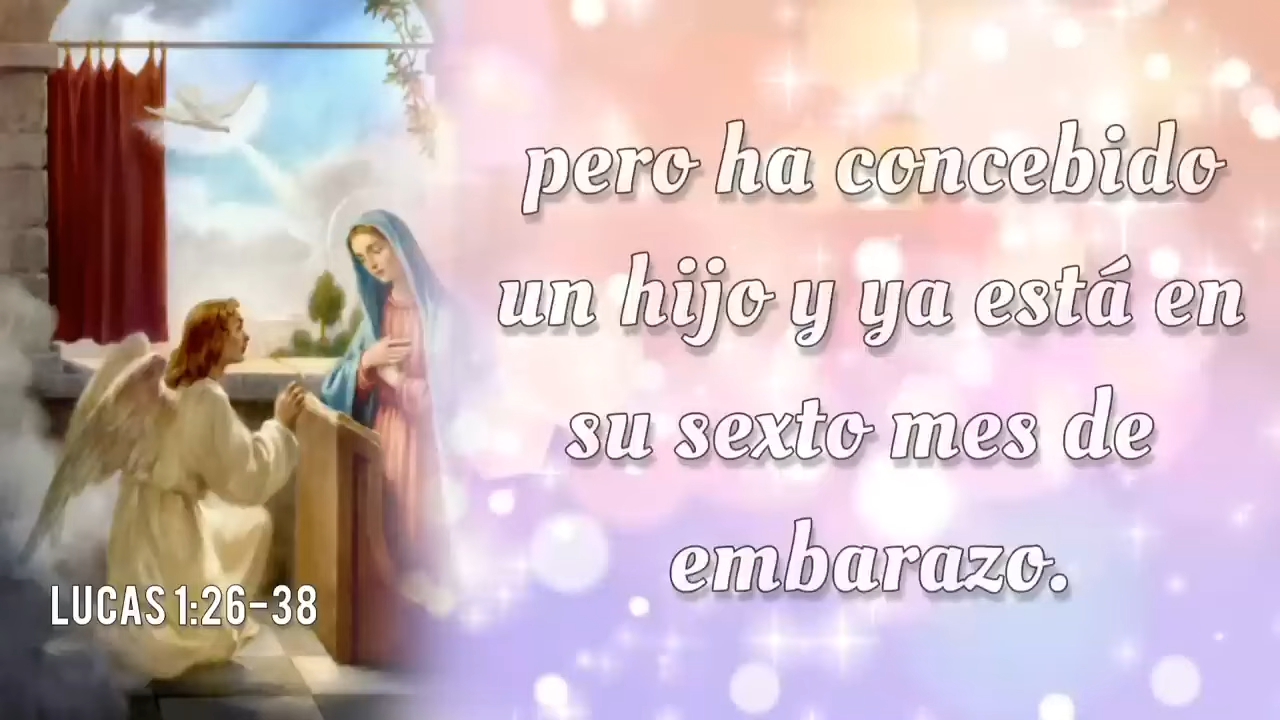 pero ha concebido
un hijo y ya está en
su sexto mes de
embarazo.
LUCAS 1:26-38